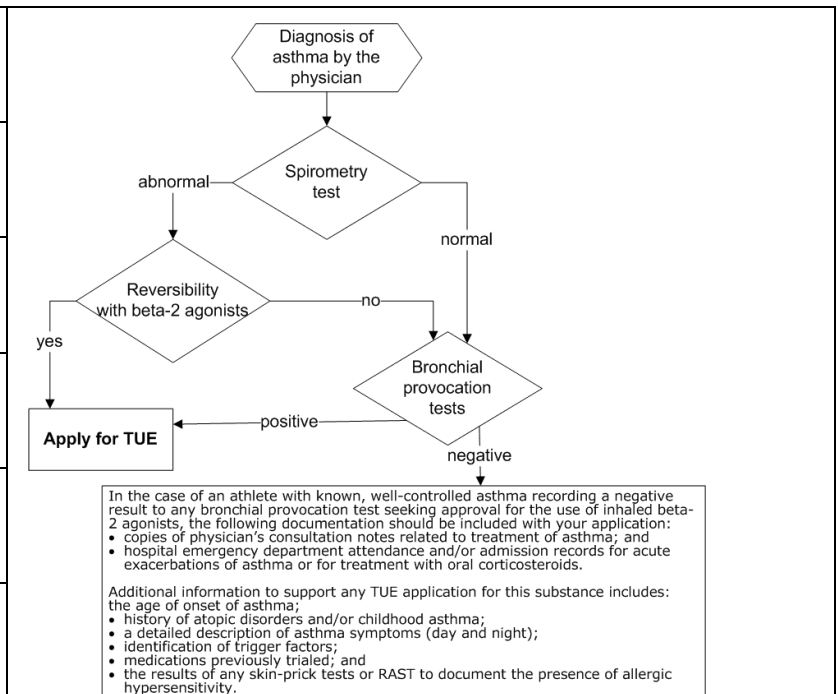 Diagnosis of
asthma by the
physician
Spirometry
test
abnormal
normal
Reversibility
with beta-2 agonists
no
yes
Bronchial
provocation
tests
positive
Apply for TUE
negative
In the case of an athlete with known, well-controlled asthma recording a negative
result to any bronchial provocation test seeking approval for the use of inhaled beta-
2 agonists, the following documentation should be included with your application:
• copies of physician’s consultation notes related to treatment of asthma; and
• hospital emergency department attendance and/or admission records for acute
exacerbations of asthma or for treatment with oral corticosteroids.
Additional information to support any TUE application for this substance includes:
the age of onset of asthma;
• history of atopic disorders and/or childhood asthma;
• a detailed description of asthma symptoms (day and night);
• identification of trigger factors;
• medications previously trialed; and
• the results of any skin-prick tests or RAST to document the presence of allergic
hypersensitivity.